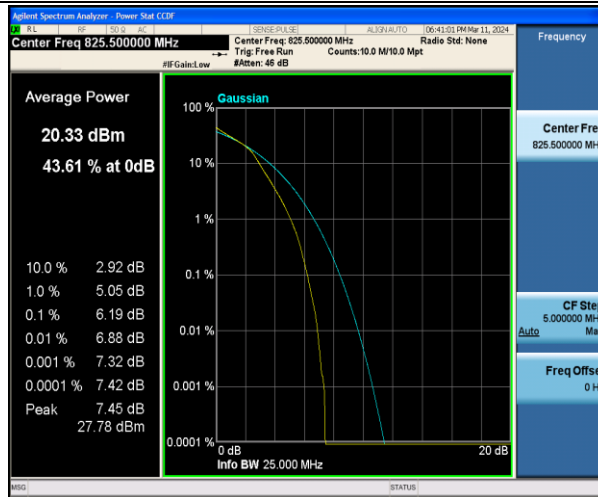 Agilent Spectrum Analyzer - Power Stat CCDF
RL RF 50 Ω AC SENSE:PULSE ALIGNAUTO 06:41:01 PM Mar 11, 2024
Center Freq 825.500000 MHz
Center Freq: 825.500000 MHz Radio Std: None
Trig: Free Run Counts:10.0 M/10.0 Mpt
#IFGain:Low #Atten: 46 dB
Frequency
Average Power
20.33 dBm
43.61 % at 0dB
10.0 % 2.92 dB
1.0 % 5.05 dB
0.1 % 6.19 dB
0.01 % 6.88 dB
0.001 % 7.32 dB
0.0001 % 7.42 dB
Peak 7.45 dB
27.78 dBm
Gaussian
100 %
10 %
1 %
0.1 %
0.01 %
0.001 %
0.0001 %
0 dB 20 dB
Info BW 25.000 MHz
Center Fre
825.500000 MH
CF Ste
5.000000 MH
Auto Ma
Freq Offse
0 H
MSG STATUS